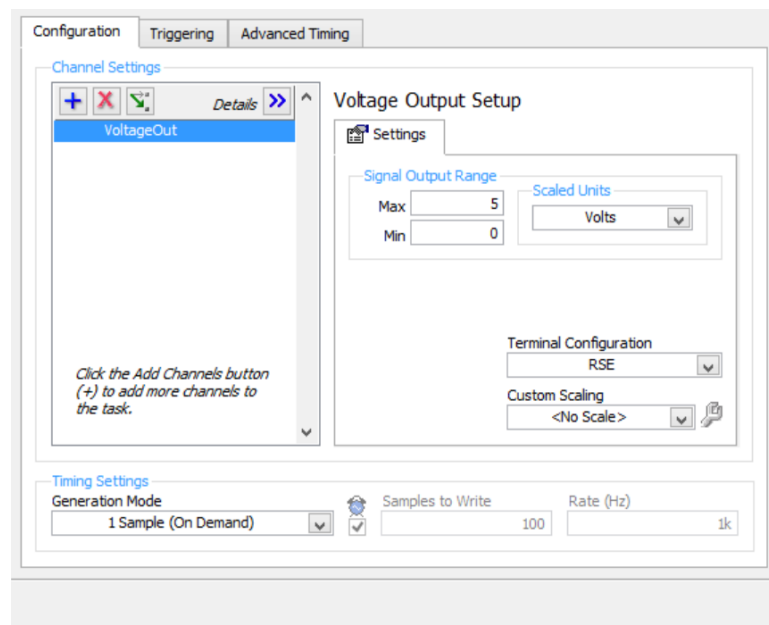 Configuration
Triggering
Advanced Timing
Channel Settings
Details
VoltageOut
Click the Add Channels button
(+) to add more channels to
the task.
Voltage Output Setup
Settings
Signal Output Range
Max 5
Min 0
Scaled Units
Volts
Terminal Configuration
RSE
Custom Scaling
<No Scale>
Timing Settings
Generation Mode
1 Sample (On Demand)
Samples to Write
100
Rate (Hz)
1k